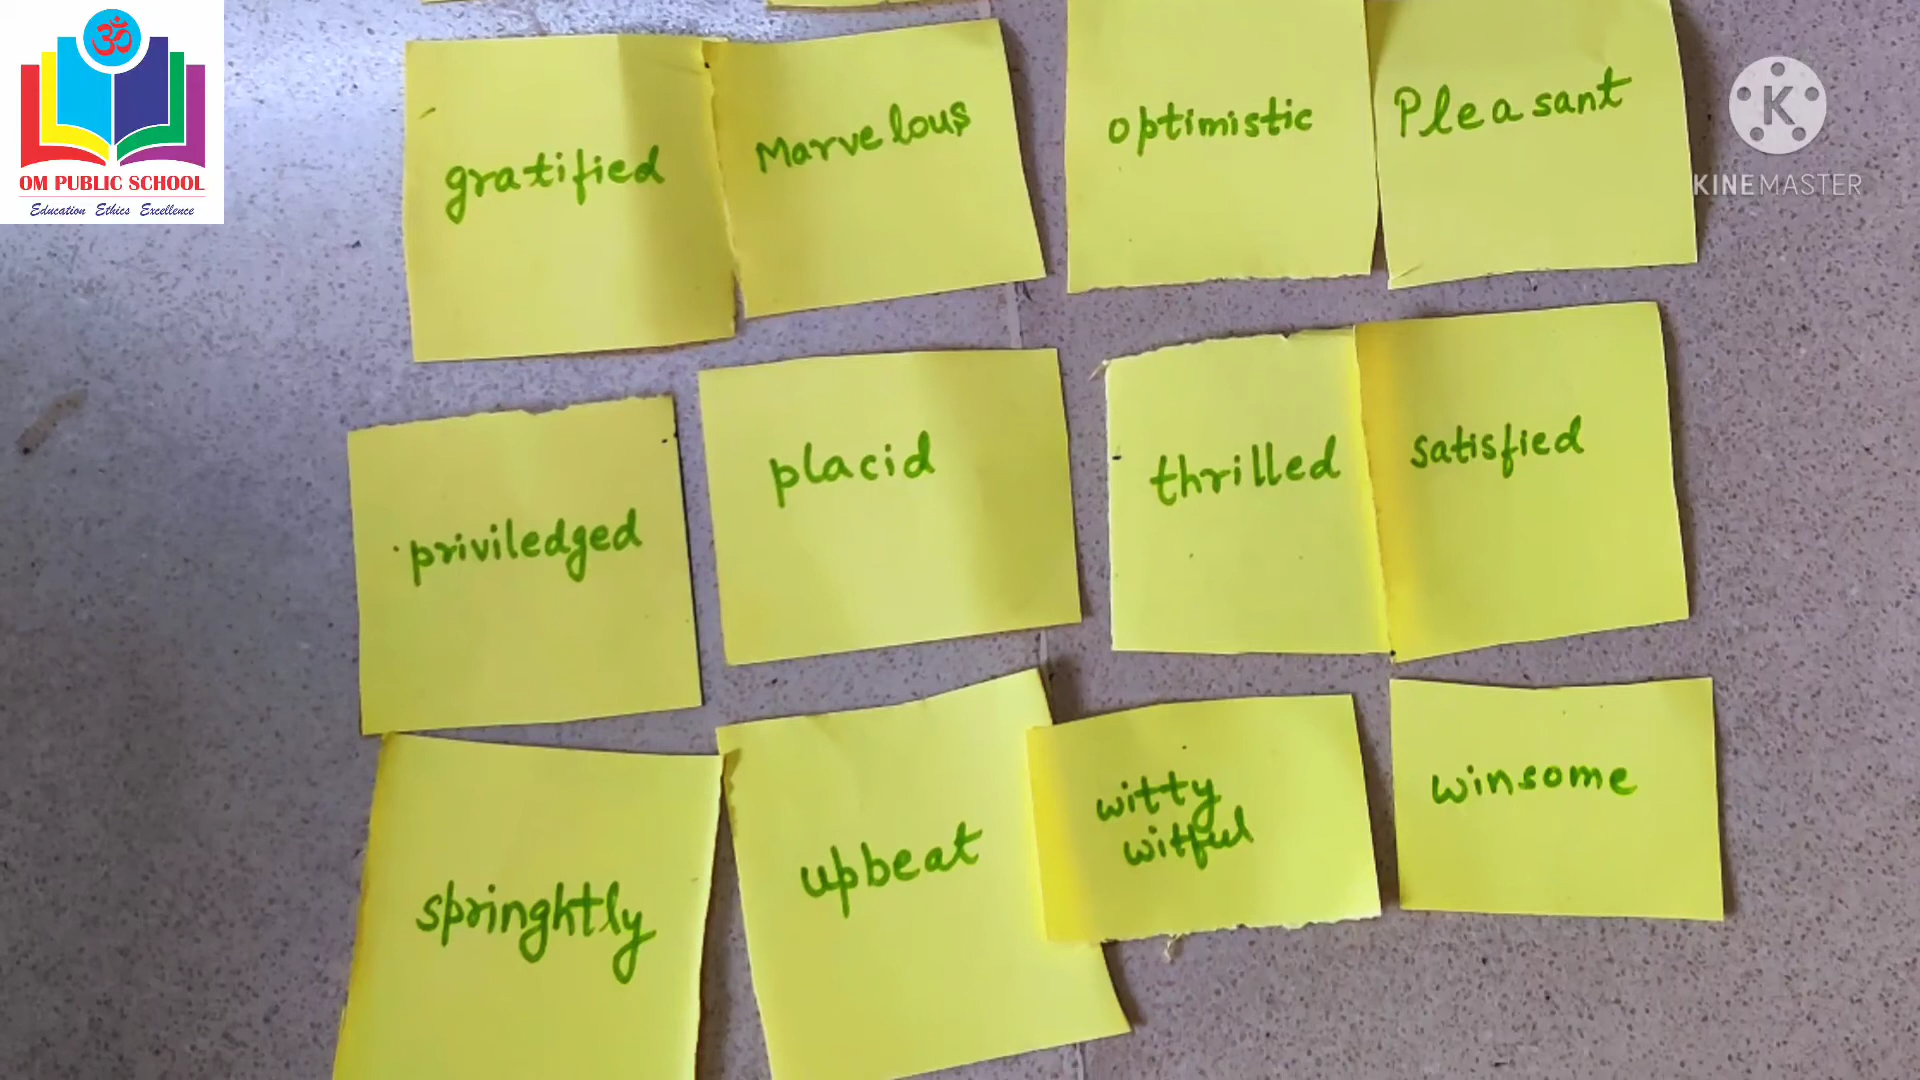 ॐ
OM PUBLIC SCHOOL
Education Ethics Excellence
K
KINEMASTER
gratified
Marvelous
optimistic
Pleasant
priviledged
placid
thrilled
satisfied
springhtly
upbeat
witty
witful
winsome